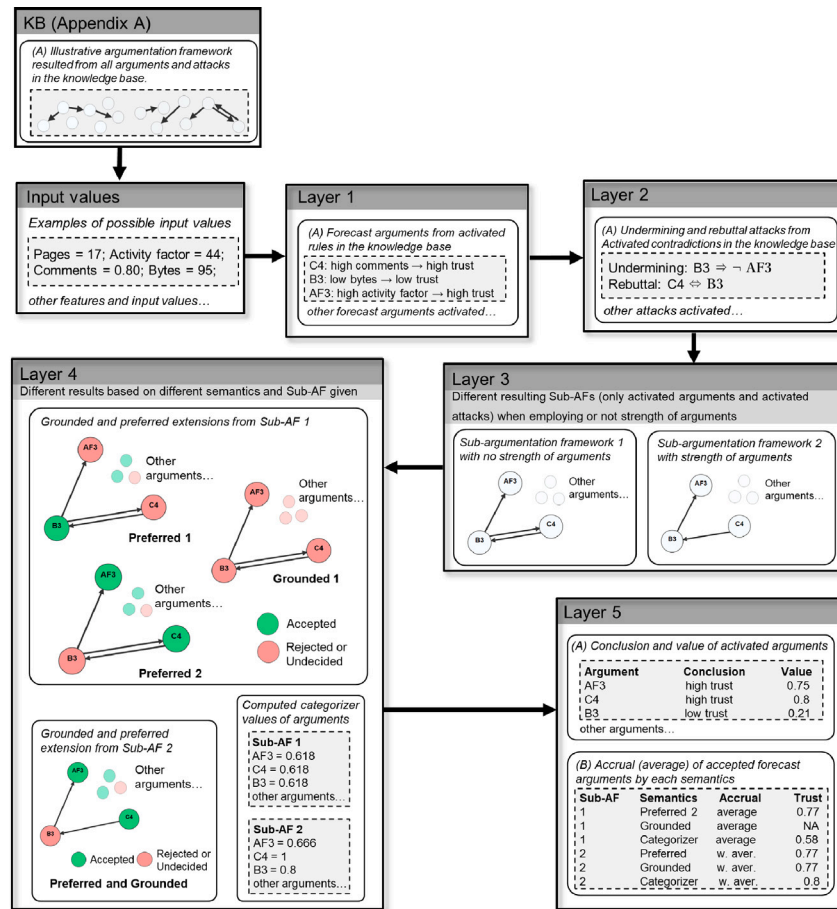 KB (Appendix A)
(A) Illustrative argumentation framework
resulted from all arguments and attacks
in the knowledge base.
Input values
Examples of possible input values
Pages = 17; Activity factor = 44;
Comments = 0.80; Bytes = 95;
other features and input values…
Layer 1
(A) Forecast arguments from activated
rules in the knowledge base
C4: high comments → high trust
B3: low bytes → low trust
AF3: high activity factor → high trust
other forecast arguments activated…
Layer 2
(A) Undermining and rebuttal attacks from
Activated contradictions in the knowledge base
Undermining: B3 ⇒ ¬ AF3
Rebuttal: C4 ⇔ B3
other attacks activated…
Layer 3
Different resulting Sub-AFs (only activated arguments and activated
attacks) when employing or not strength of arguments
Sub-argumentation framework 1
with no strength of arguments
AF3
Other
arguments…
C4
B3
Sub-argumentation framework 2
with strength of arguments
AF3
Other
arguments…
C4
B3
Layer 4
Different results based on different semantics and Sub-AF given
Grounded and preferred extensions from Sub-AF 1
AF3
Other
arguments…
C4
B3
Preferred 1
AF3
Other
arguments…
C4
B3
Grounded 1
AF3
Other
arguments…
C4
B3
Preferred 2
Accepted
Rejected or
Undecided
Grounded and preferred
extension from Sub-AF 2
AF3
Other
arguments…
C4
B3
Accepted
Rejected or
Undecided
Preferred and Grounded
Computed categorizer
values of arguments
Sub-AF 1
AF3 = 0.618
C4 = 0.618
B3 = 0.618
other arguments…
Sub-AF 2
AF3 = 0.666
C4 = 1
B3 = 0.8
other arguments…
Layer 5
(A) Conclusion and value of activated arguments
Argument Conclusion Value
AF3 high trust 0.75
C4 high trust 0.8
B3 low trust 0.21
other arguments…
(B) Accrual (average) of accepted forecast
arguments by each semantics
Sub-AF Semantics Accrual Trust
1 Preferred 2 average 0.77
1 Grounded average NA
1 Categorizer average 0.58
2 Preferred w. aver. 0.77
2 Grounded w. aver. 0.77
2 Categorizer w. aver. 0.8